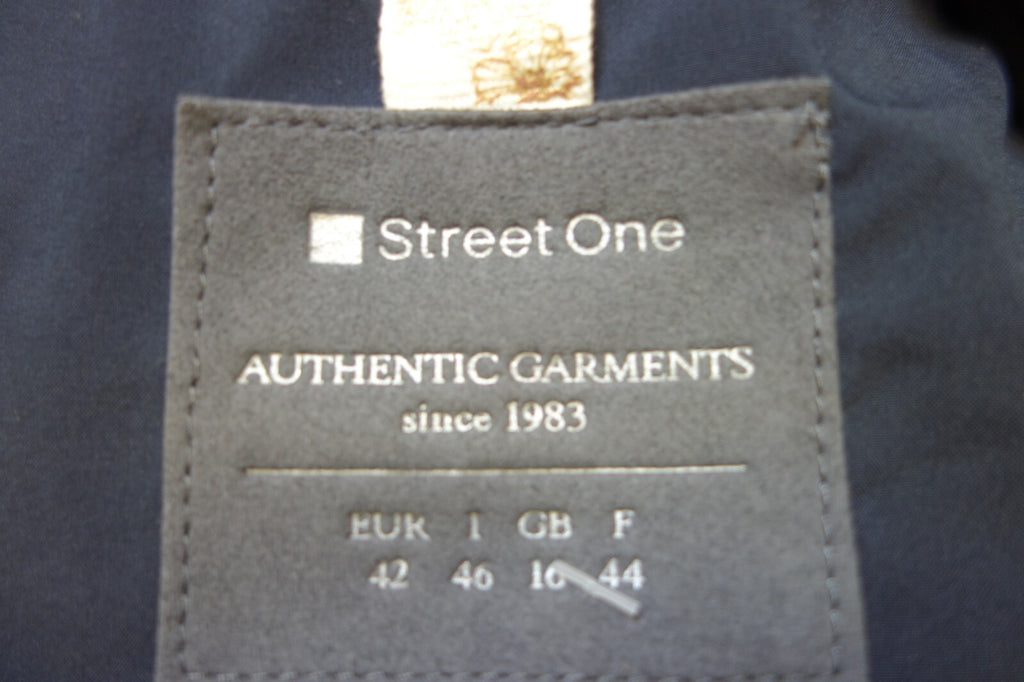 Street One
AUTHENTIC GARMENTS
since 1983
EUR I GB F
42 46 16 44